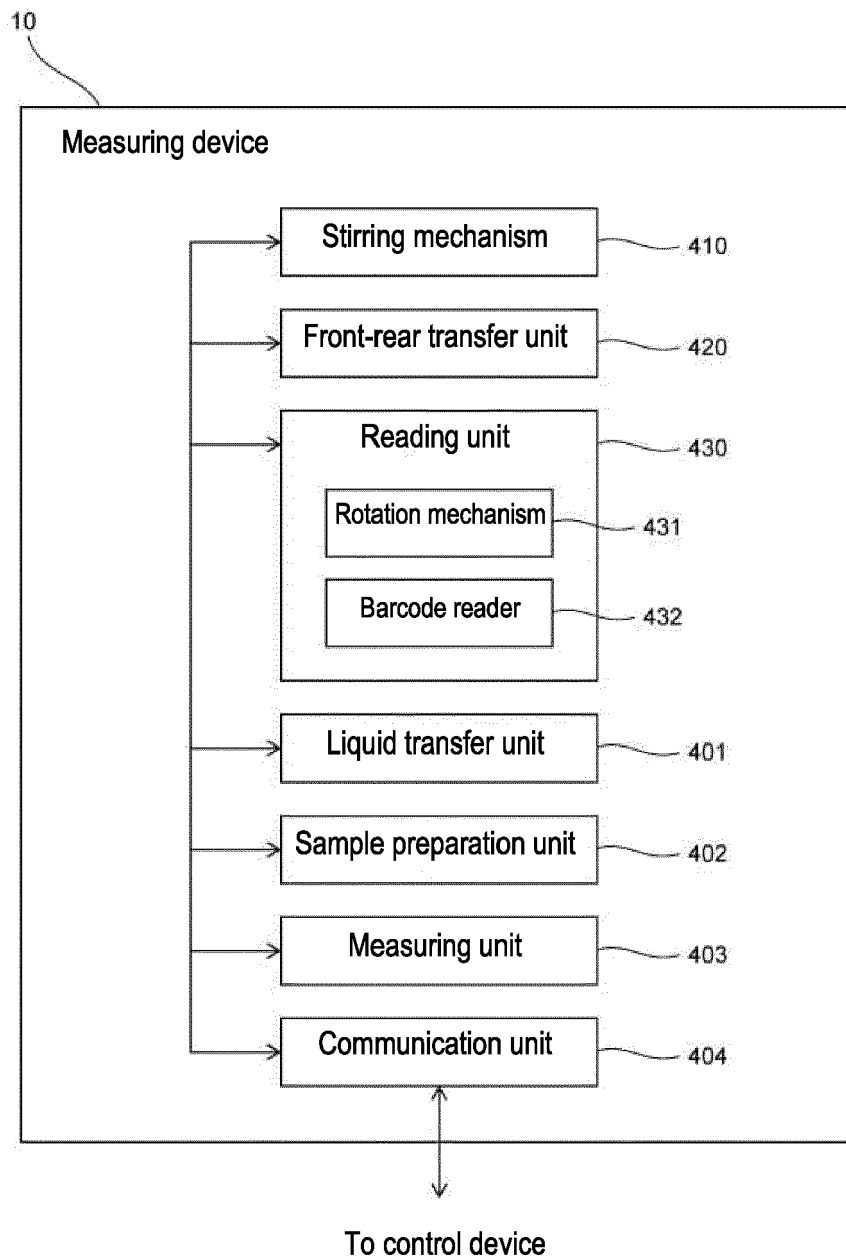 10
Measuring device
Stirring mechanism
410
Front-rear transfer unit
420
Reading unit
430
Rotation mechanism
431
Barcode reader
432
Liquid transfer unit
401
Sample preparation unit
402
Measuring unit
403
Communication unit
404
To control device